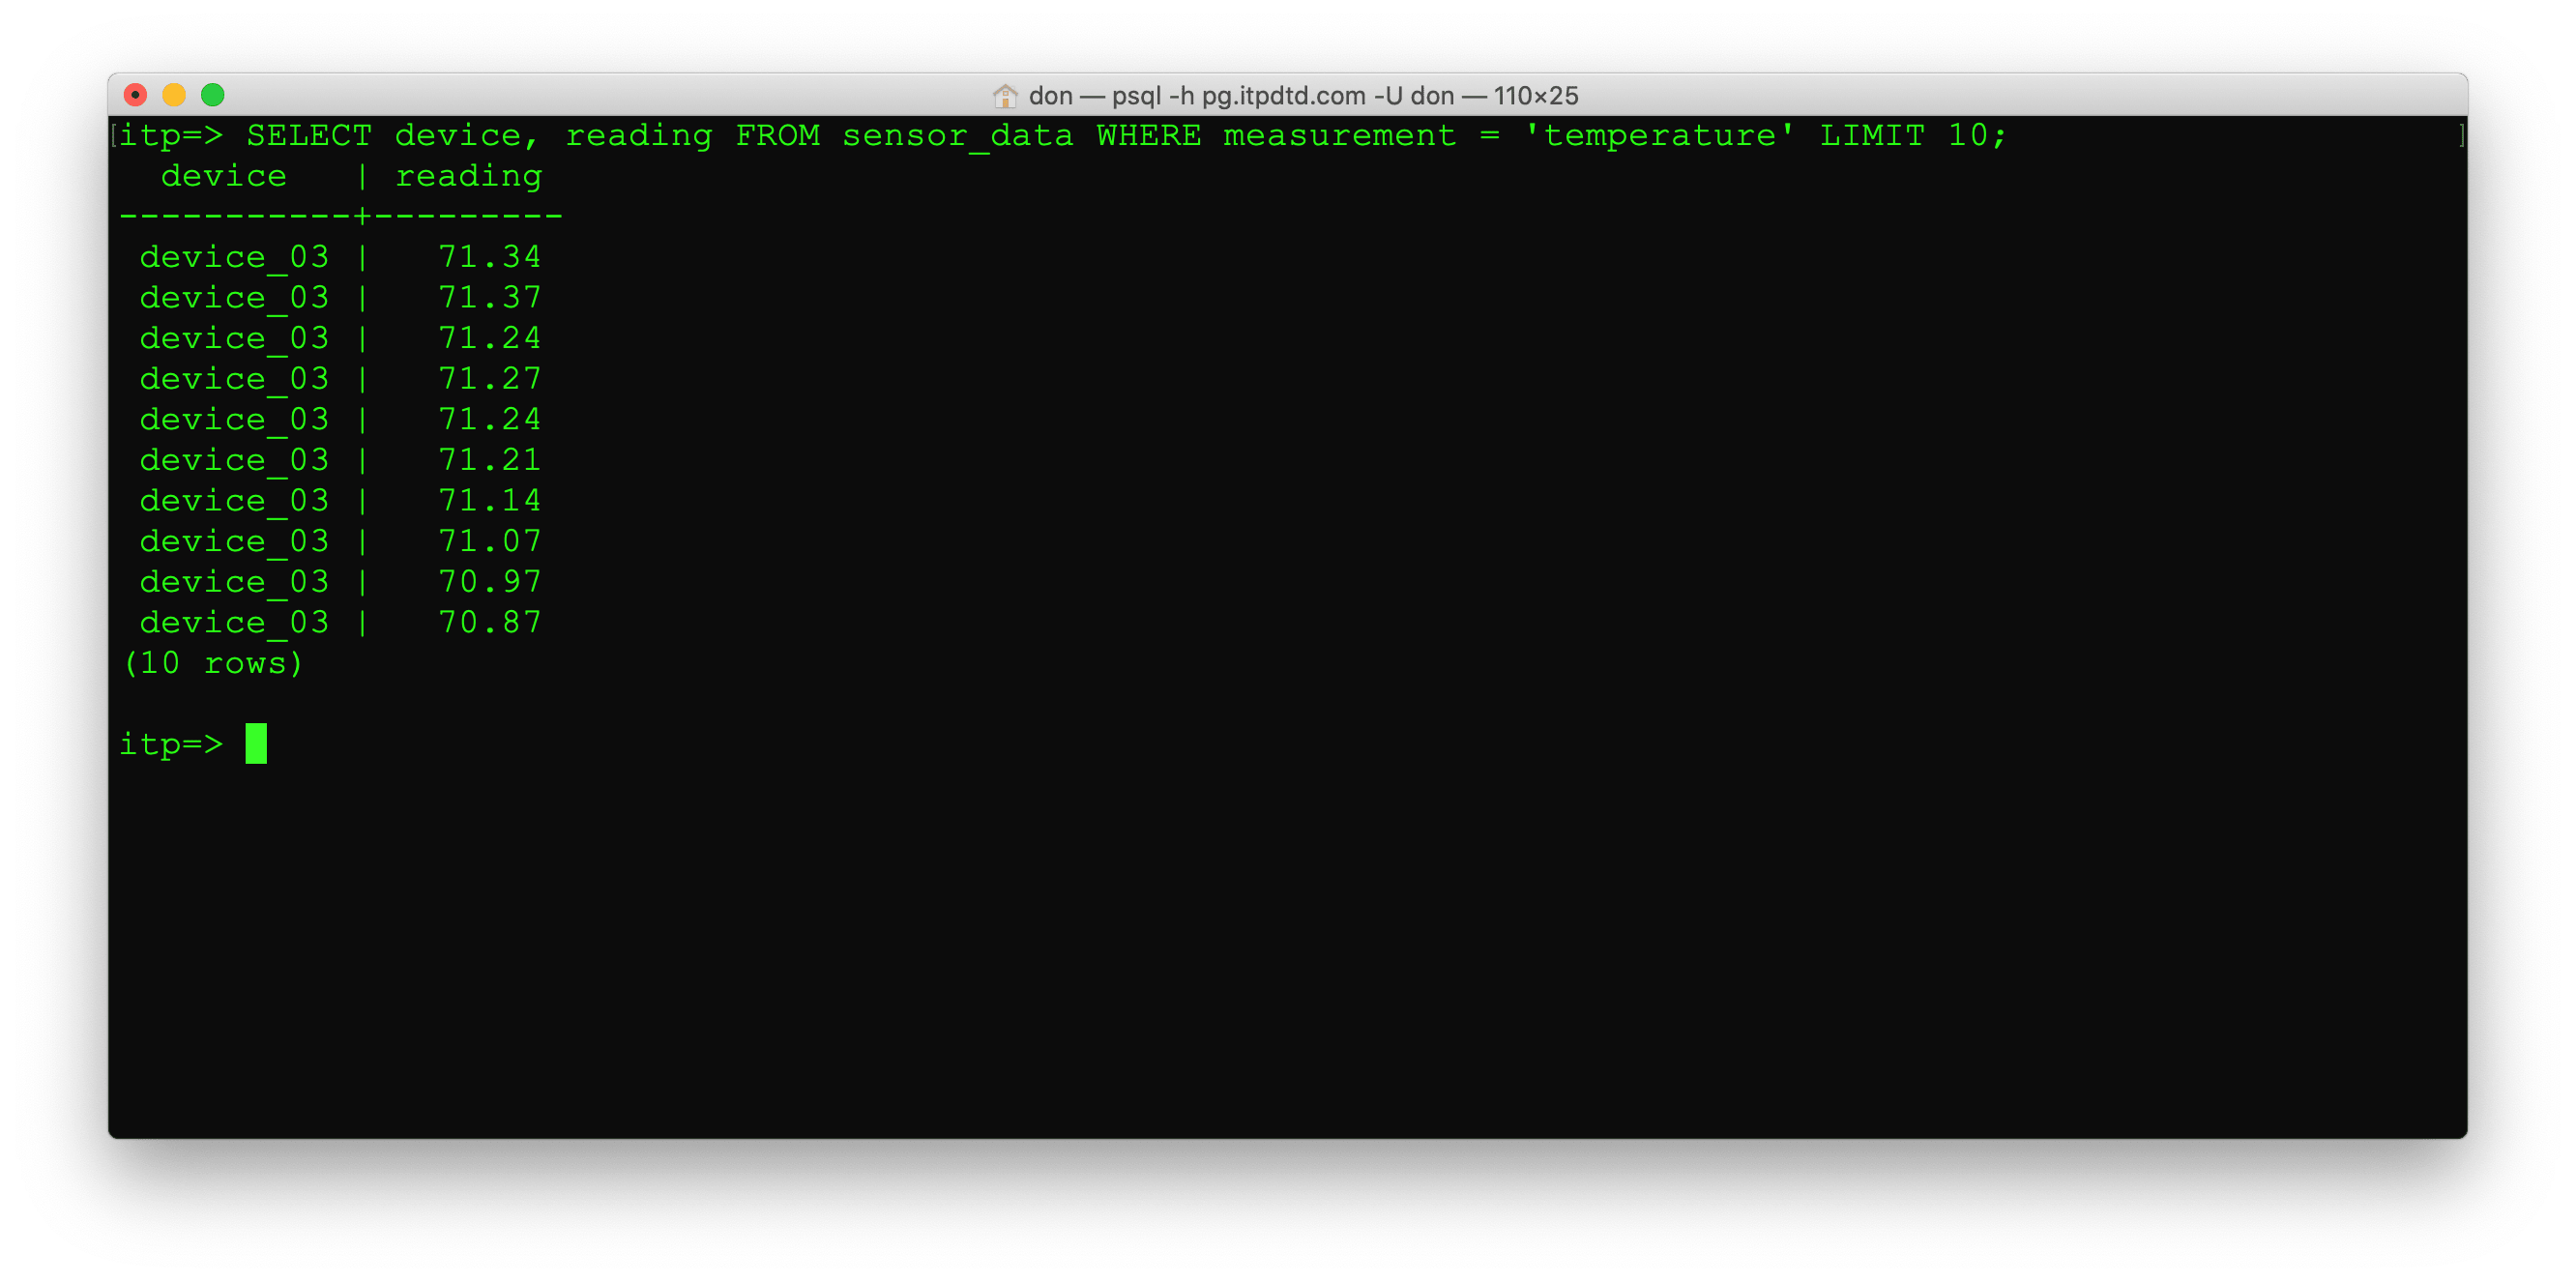 don — psql -h pg.itpdtd.com -U don — 110×25
[itp=> SELECT device, reading FROM sensor_data WHERE measurement = 'temperature' LIMIT 10; ]
  device   | reading
-----------+---------
 device_03 |   71.34
 device_03 |   71.37
 device_03 |   71.24
 device_03 |   71.27
 device_03 |   71.24
 device_03 |   71.21
 device_03 |   71.14
 device_03 |   71.07
 device_03 |   70.97
 device_03 |   70.87
(10 rows)
itp=>